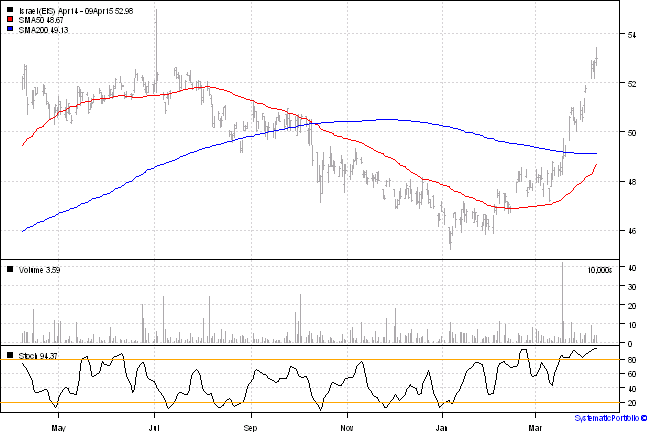 Israel (EIS) Apr14 - 09Apr15 52.98
SMA50 48.67
SMA200 49.13
54
52
50
48
46
Volume 3.59
10,000s
40
30
20
10
0
Stoch 94.37
80
60
40
20
May
Jul
Sep
Nov
Jan
Mar
SystematicPortfolio ©